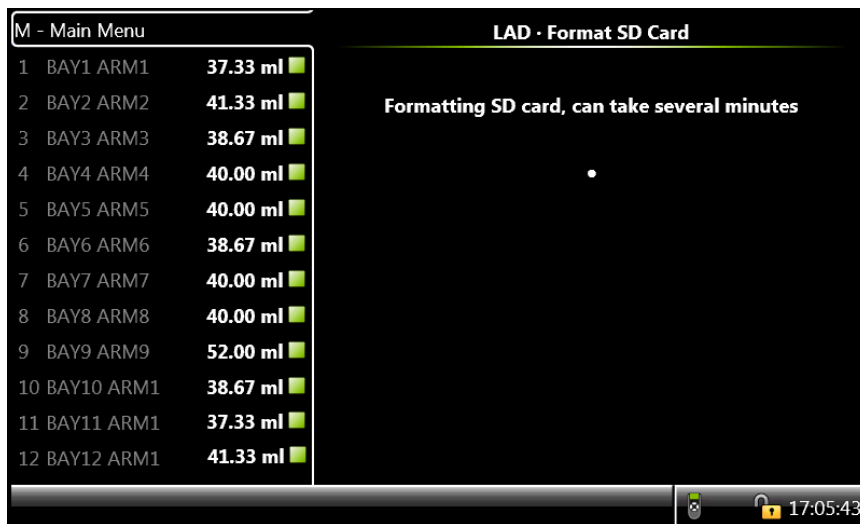 M - Main Menu
1 BAY1 ARM1 37.33 ml
2 BAY2 ARM2 41.33 ml
3 BAY3 ARM3 38.67 ml
4 BAY4 ARM4 40.00 ml
5 BAY5 ARM5 40.00 ml
6 BAY6 ARM6 38.67 ml
7 BAY7 ARM7 40.00 ml
8 BAY8 ARM8 40.00 ml
9 BAY9 ARM9 52.00 ml
10 BAY10 ARM1 38.67 ml
11 BAY11 ARM1 37.33 ml
12 BAY12 ARM1 41.33 ml
LAD · Format SD Card
Formatting SD card, can take several minutes
17:05:43